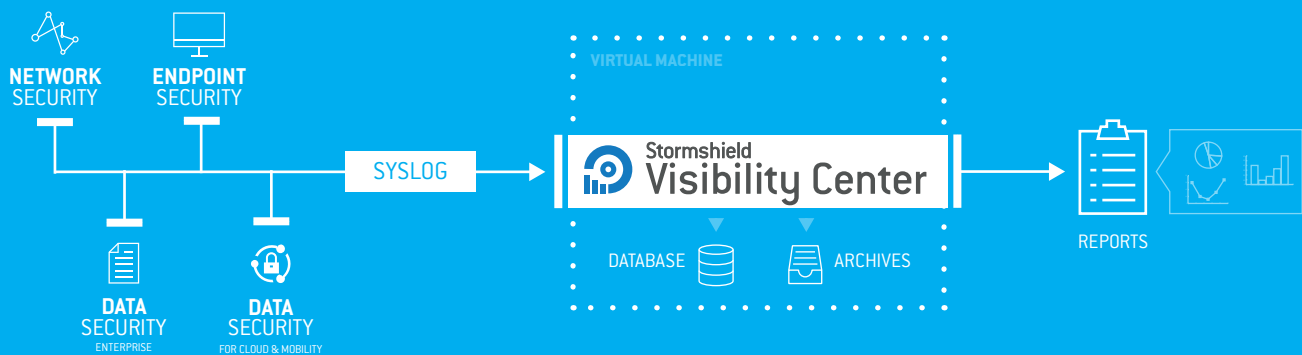 NETWORK
SECURITY
ENDPOINT
SECURITY
DATA
SECURITY
ENTERPRISE
DATA
SECURITY
FOR CLOUD & MOBILITY
SYSLOG
VIRTUAL MACHINE
Stormshield
Visibility Center
DATABASE
ARCHIVES
REPORTS